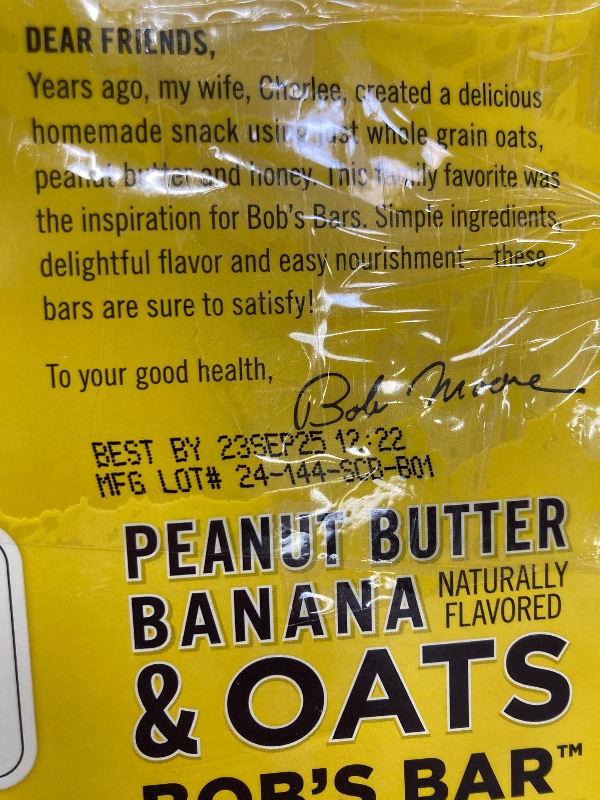 DEAR FRIENDS,
Years ago, my wife, Charlee, created a delicious
homemade snack using just whole grain oats,
peanut butter and honey. This family favorite was
the inspiration for Bob's Bars. Simple ingredients,
delightful flavor and easy nourishment—these
bars are sure to satisfy!
To your good health,
Bob Moore
BEST BY 23SEP25 12:22
MFG LOT# 24-144-SCB-B01
PEANUT BUTTER
BANANA NATURALLY
FLAVORED
& OATS
BOB'S BAR™